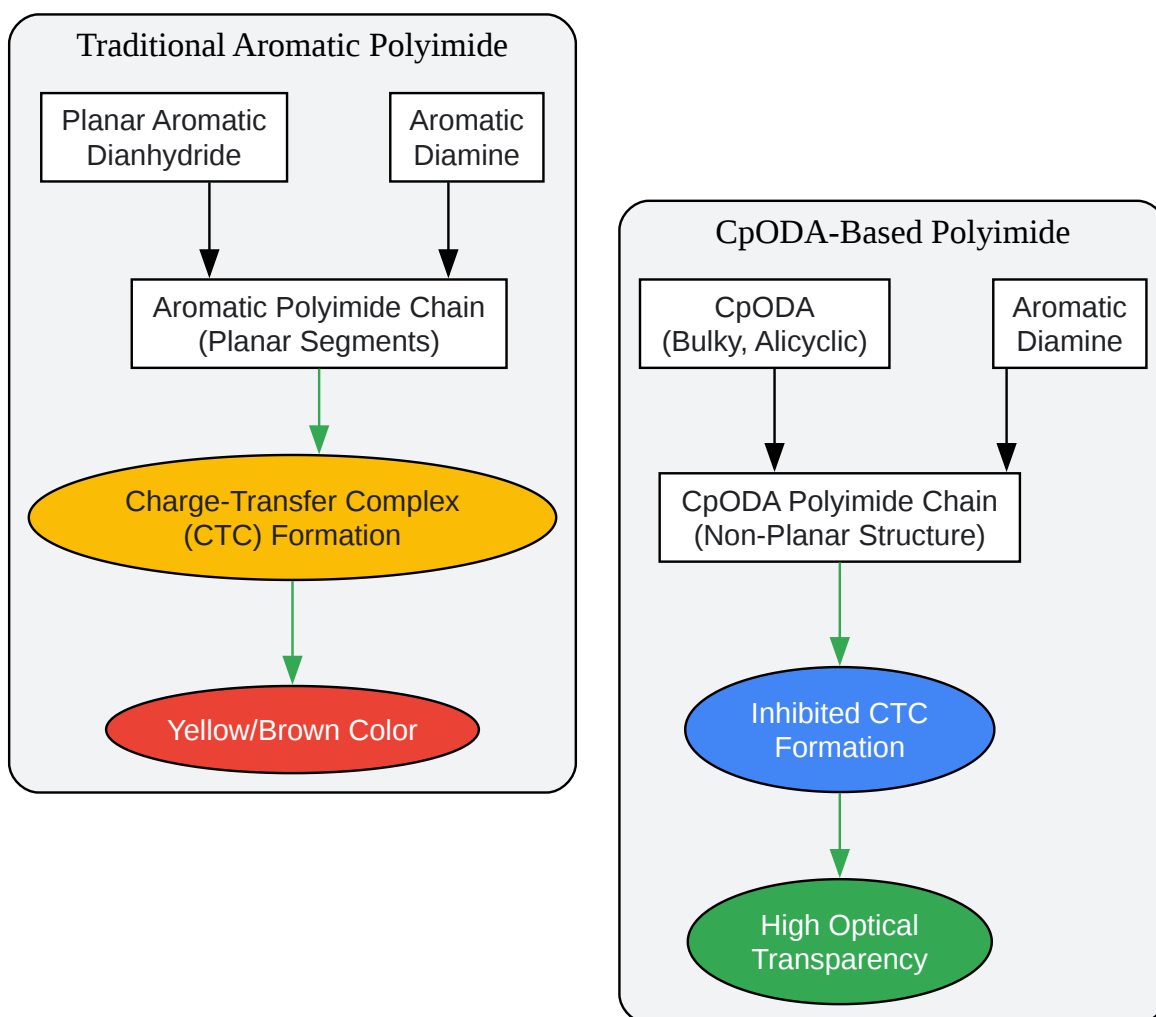 Traditional Aromatic Polyimide
Planar Aromatic
Dianhydride
Aromatic
Diamine
Aromatic Polyimide Chain
(Planar Segments)
Charge-Transfer Complex
(CTC) Formation
Yellow/Brown Color
CpODA-Based Polyimide
CpODA
(Bulky, Alicyclic)
Aromatic
Diamine
CpODA Polyimide Chain
(Non-Planar Structure)
Inhibited CTC
Formation
High Optical
Transparency